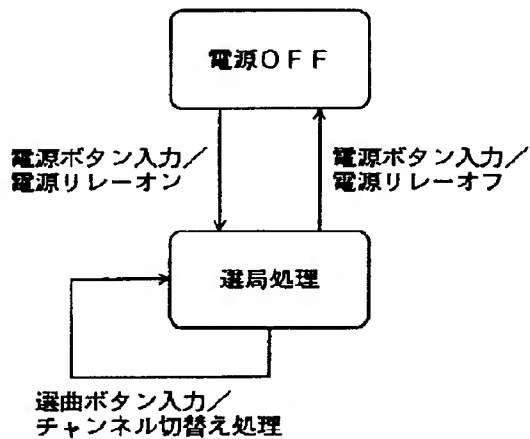 電源ＯＦＦ
電源ボタン入力／
電源リレーオン
電源ボタン入力／
電源リレーオフ
選局処理
選曲ボタン入力／
チャンネル切替え処理